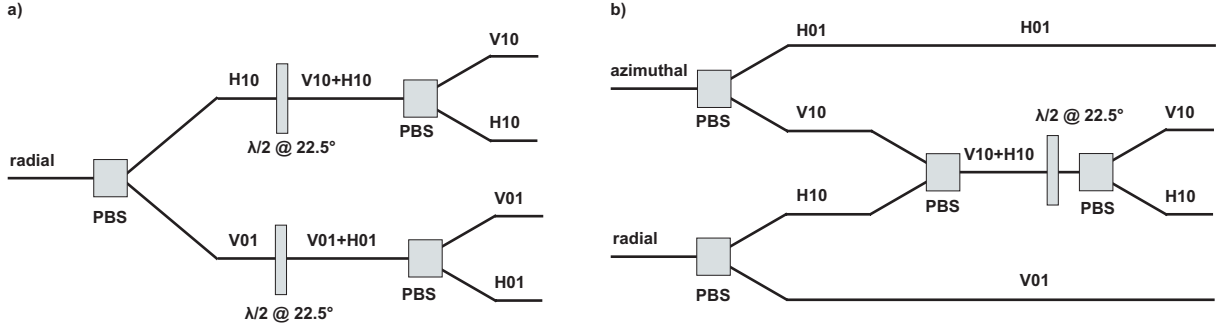 a)
V10
H10
V10+H10
PBS
H10
λ/2 @ 22.5°
radial
PBS
V01
V01
V01+H01
PBS
H01
λ/2 @ 22.5°
b)
H01
H01
azimuthal
PBS
V10
λ/2 @ 22.5°
V10
V10+H10
PBS
PBS
H10
H10
radial
PBS
V01